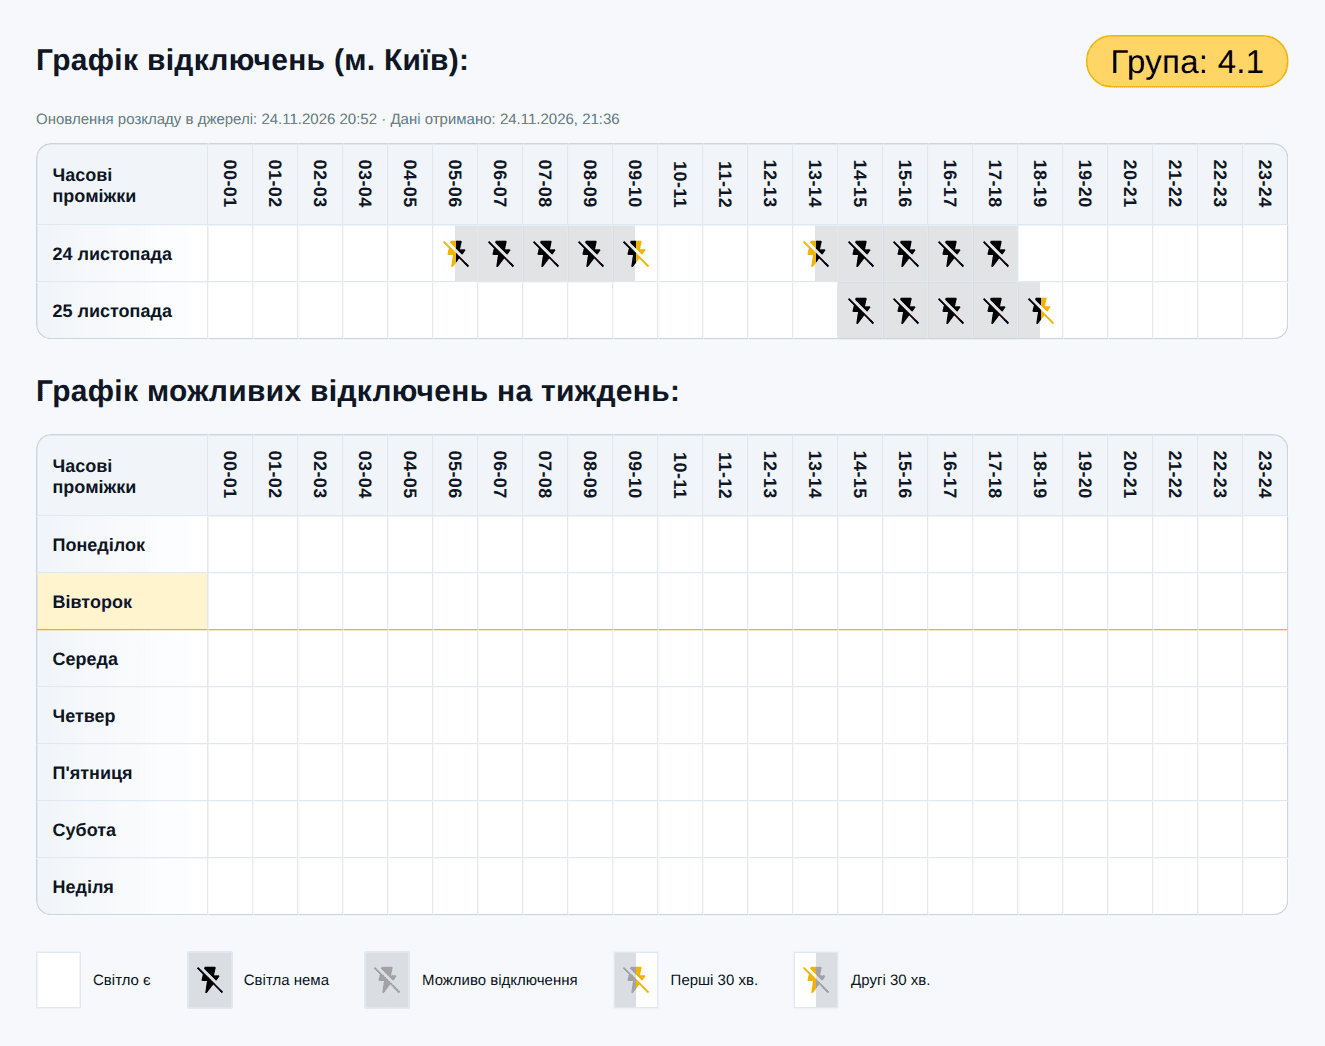 Графік відключень (м. Київ):
Група: 4.1
Оновлення розкладу в джерелі: 24.11.2026 20:52 · Дані отримано: 24.11.2026, 21:36
Часові проміжки 00-01 01-02 02-03 03-04 04-05 05-06 06-07 07-08 08-09 09-10 10-11 11-12 12-13 13-14 14-15 15-16 16-17 17-18 18-19 19-20 20-21 21-22 22-23 23-24
24 листопада
25 листопада
Графік можливих відключень на тиждень:
Часові проміжки 00-01 01-02 02-03 03-04 04-05 05-06 06-07 07-08 08-09 09-10 10-11 11-12 12-13 13-14 14-15 15-16 16-17 17-18 18-19 19-20 20-21 21-22 22-23 23-24
Понеділок
Вівторок
Середа
Четвер
П'ятниця
Субота
Неділя
Світло є Світла нема Можливо відключення Перші 30 хв. Другі 30 хв.